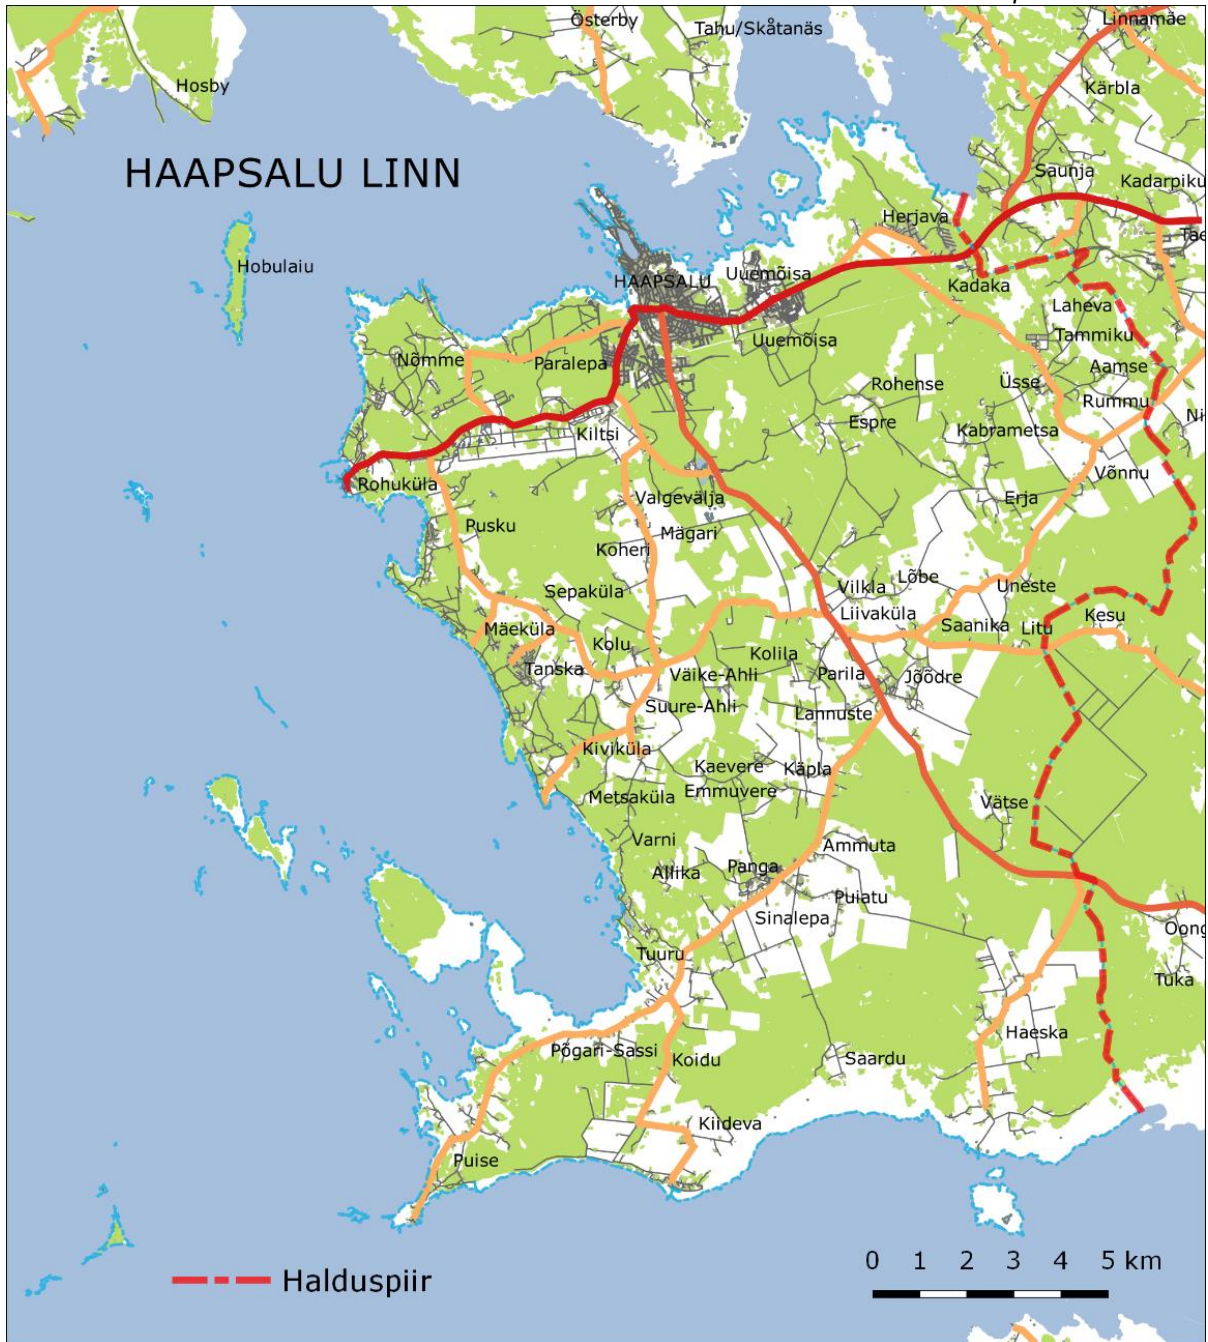 Österby
Tahu/Skåtanäs
Linnamäe
Hosby
Kärbla
HAAPSALU LINN
Saunja
Kadarpiku
Herjava
Hobulaiu
HAAPSALU
Uuemõisa
Kadaka
Laheva
Uuemõisa
Tammiku
Nõmme
Paralepa
Aamse
Rohense
Üsse
Rummu
Espre
Kabrametsa
Kiltsi
Võnnu
Rohuküla
Valgevälja
Erja
Pusku
Mägari
Koheri
Lõbe
Vilkla
Uneste
Sepaküla
Liivaküla
Kesu
Mäeküla
Saanika
Litu
Kolu
Kolila
Tanska
Väike-Ahli
Parila
Jõõdre
Suure-Ahli
Lannuste
Kiviküla
Kaevere
Käpla
Emmuvere
Metsaküla
Vätse
Varni
Ammuta
Allika
Panga
Puiatu
Sinalepa
Oong
Tuuru
Tuka
Haeska
Põgari-Sassi
Koidu
Saardu
Kiideva
Puise
0 1 2 3 4 5 km
Halduspiir